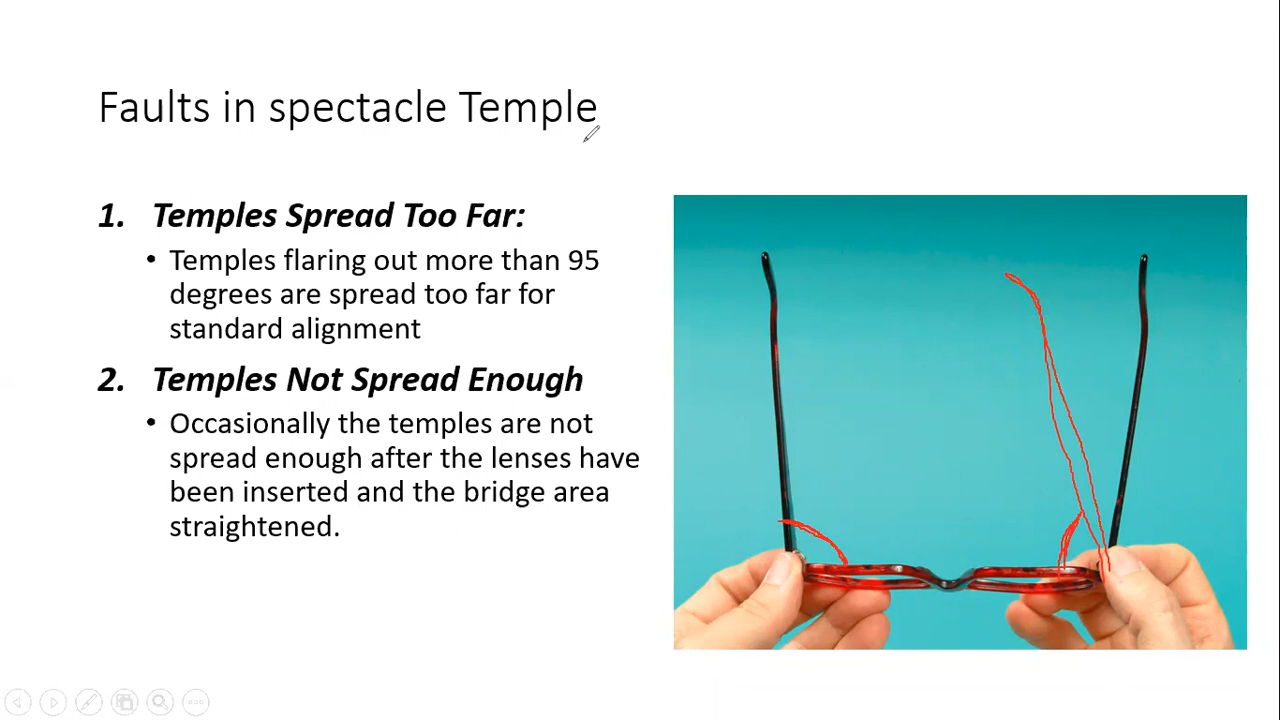 Faults in spectacle Temple
1. Temples Spread Too Far:
• Temples flaring out more than 95
degrees are spread too far for
standard alignment
2. Temples Not Spread Enough
• Occasionally the temples are not
spread enough after the lenses have
been inserted and the bridge area
straightened.